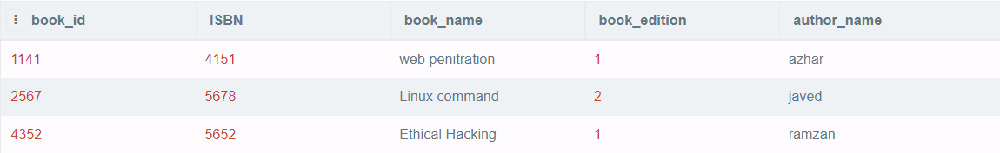 book_id ISBN book_name book_edition author_name
1141 4151 web penitration 1 azhar
2567 5678 Linux command 2 javed
4352 5652 Ethical Hacking 1 ramzan